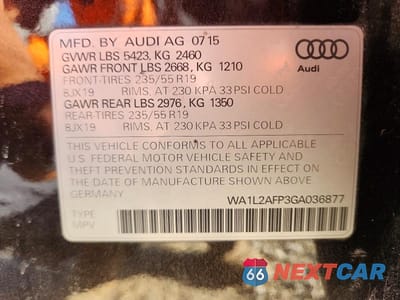 MFD. BY AUDI AG 07/15
GVWR LBS 5423, KG 2460
GAWR FRONT LBS 2668, KG 1210
FRONT-TIRES 235/55 R19
8JX19 RIMS, AT 230 KPA 33 PSI COLD
GAWR REAR LBS 2976, KG 1350
REAR-TIRES 235/55 R19
8JX19 RIMS, AT 230 KPA 33 PSI COLD
Audi
THIS VEHICLE CONFORMS TO ALL APPLICABLE
U.S. FEDERAL MOTOR VEHICLE SAFETY AND
THEFT PREVENTION STANDARDS IN EFFECT ON
THE DATE OF MANUFACTURE SHOWN ABOVE
GERMANY
WA1L2AFP3GA036877
TYPE:
MPV
66 NEXTCAR